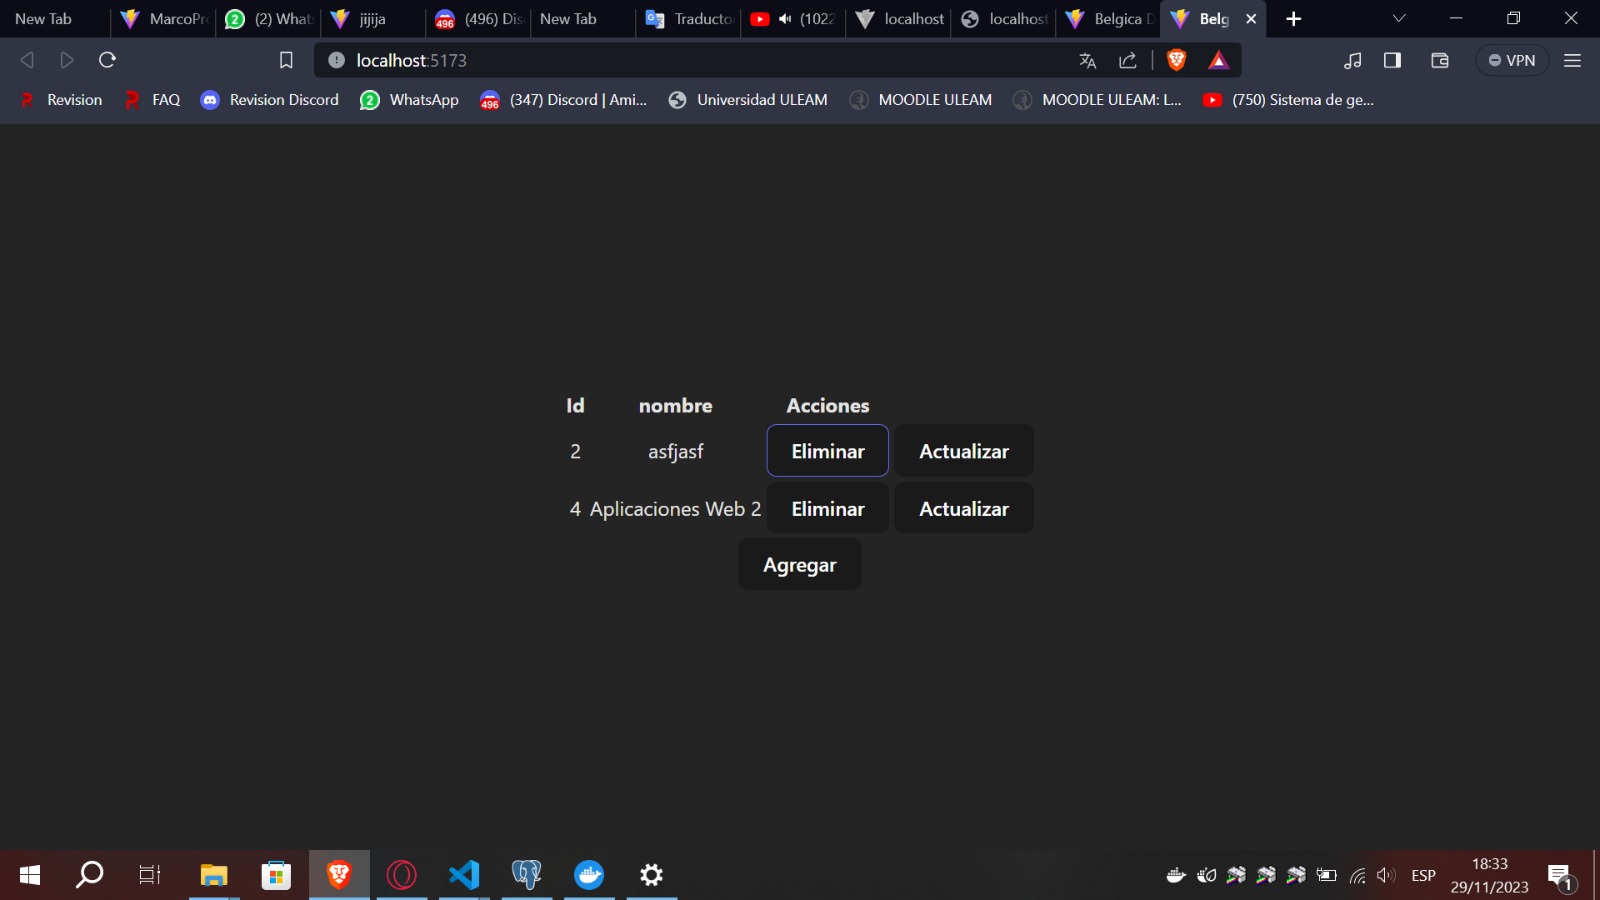 New Tab MarcoPr (2) What jijija (496) Dis New Tab Traducto (1022 localhost localhost Belgica D Belg
localhost:5173 VPN
Revision FAQ Revision Discord WhatsApp (347) Discord | Ami... Universidad ULEAM MOODLE ULEAM MOODLE ULEAM: L... (750) Sistema de ge...
Id nombre Acciones
2 asfjasf Eliminar Actualizar
4 Aplicaciones Web 2 Eliminar Actualizar
Agregar
18:33
ESP
29/11/2023
1